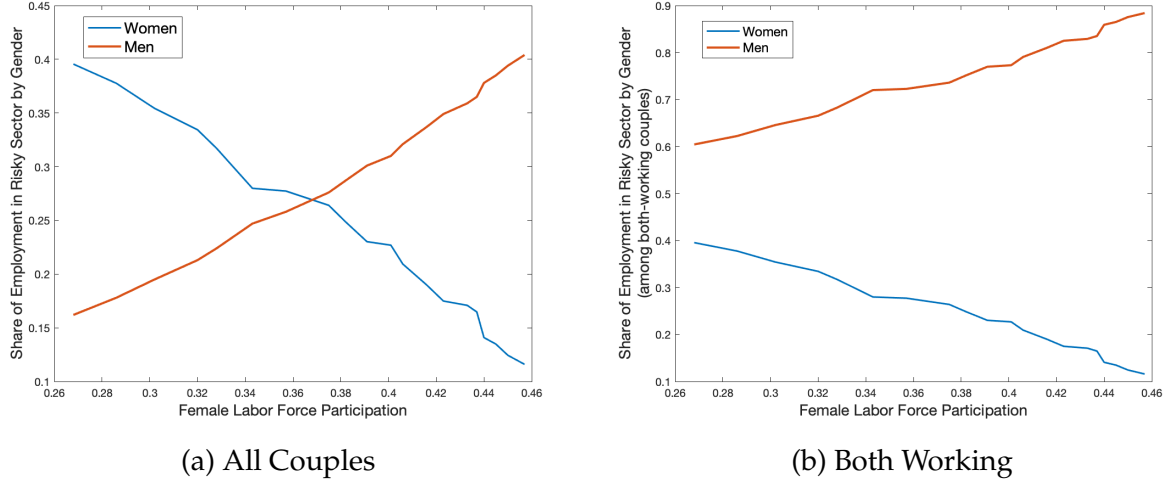 Share of Employment in Risky Sector by Gender
0.45
0.4
0.35
0.3
0.25
0.2
0.15
0.1
Women
Men
0.26 0.28 0.3 0.32 0.34 0.36 0.38 0.4 0.42 0.44 0.46
Female Labor Force Participation
(a) All Couples
Share of Employment in Risky Sector by Gender
(among both-working couples)
0.9
0.8
0.7
0.6
0.5
0.4
0.3
0.2
0.1
Women
Men
0.26 0.28 0.3 0.32 0.34 0.36 0.38 0.4 0.42 0.44 0.46
Female Labor Force Participation
(b) Both Working